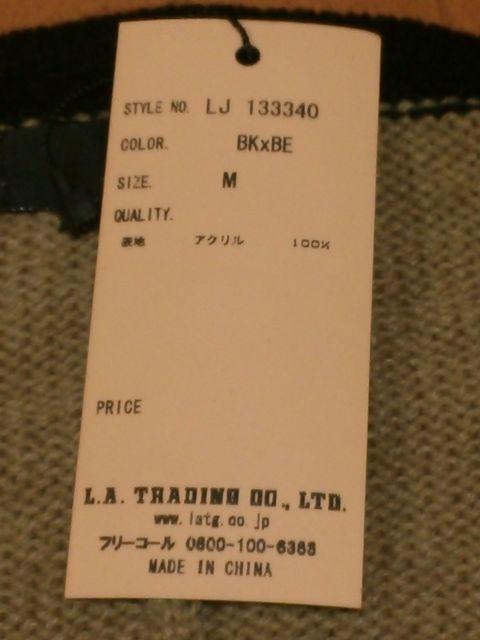 STYLE NO. LJ 133340
COLOR. BKxBE
SIZE. M
QUALITY.
表地 アクリル 100%
PRICE
L.A. TRADING CO., LTD.
www.latg.co.jp
フリーコール 0800-100-6383
MADE IN CHINA